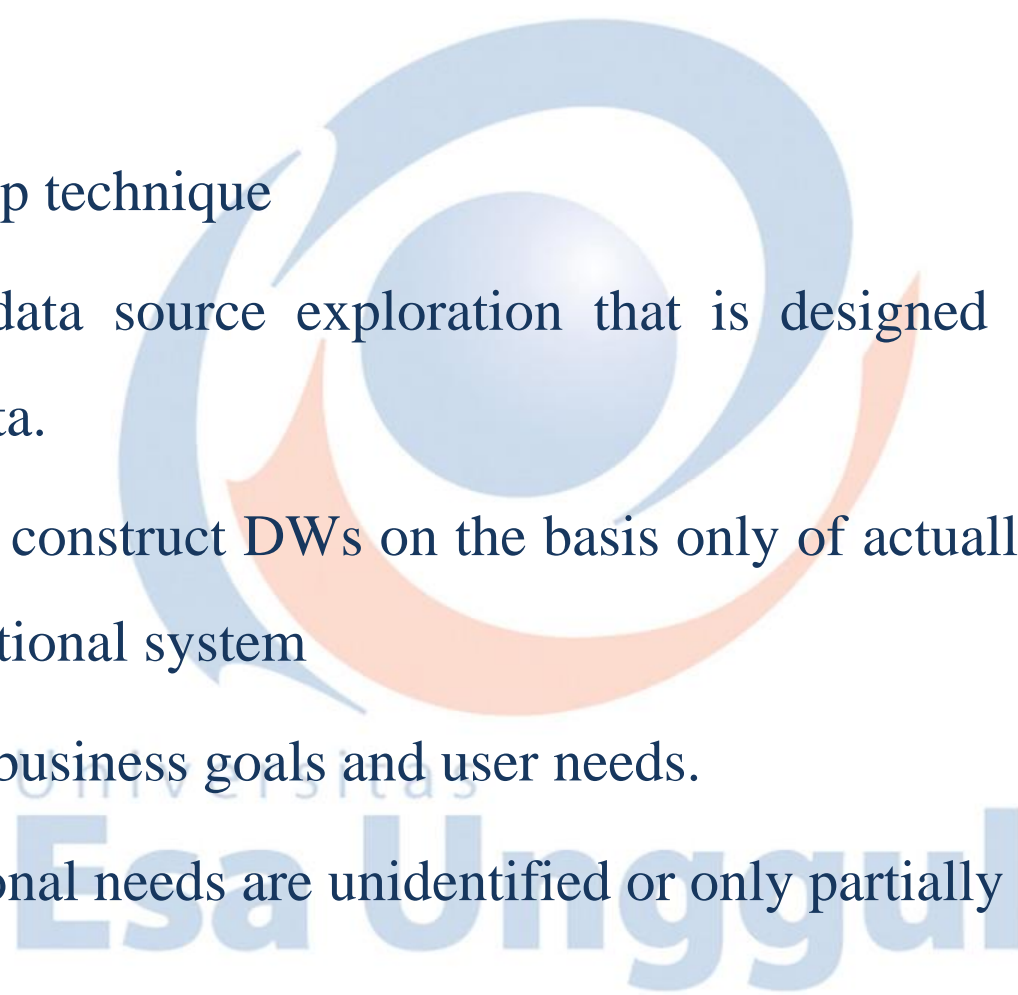 p technique
data source exploration that is designed
ta.
construct DWs on the basis only of actuall
tional system
business goals and user needs.
Universitas
onal needs are unidentified or only partially
Esa Unggul